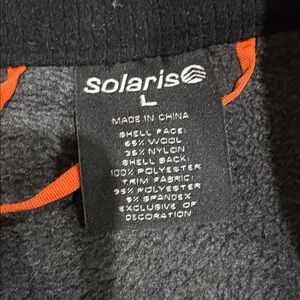 solaris
L
MADE IN CHINA
SHELL FACE:
65% WOOL
35% NYLON
SHELL BACK:
100% POLYESTER
TRIM FABRIC:
95% POLYESTER
5% SPANDEX
EXCLUSIVE OF
DECORATION